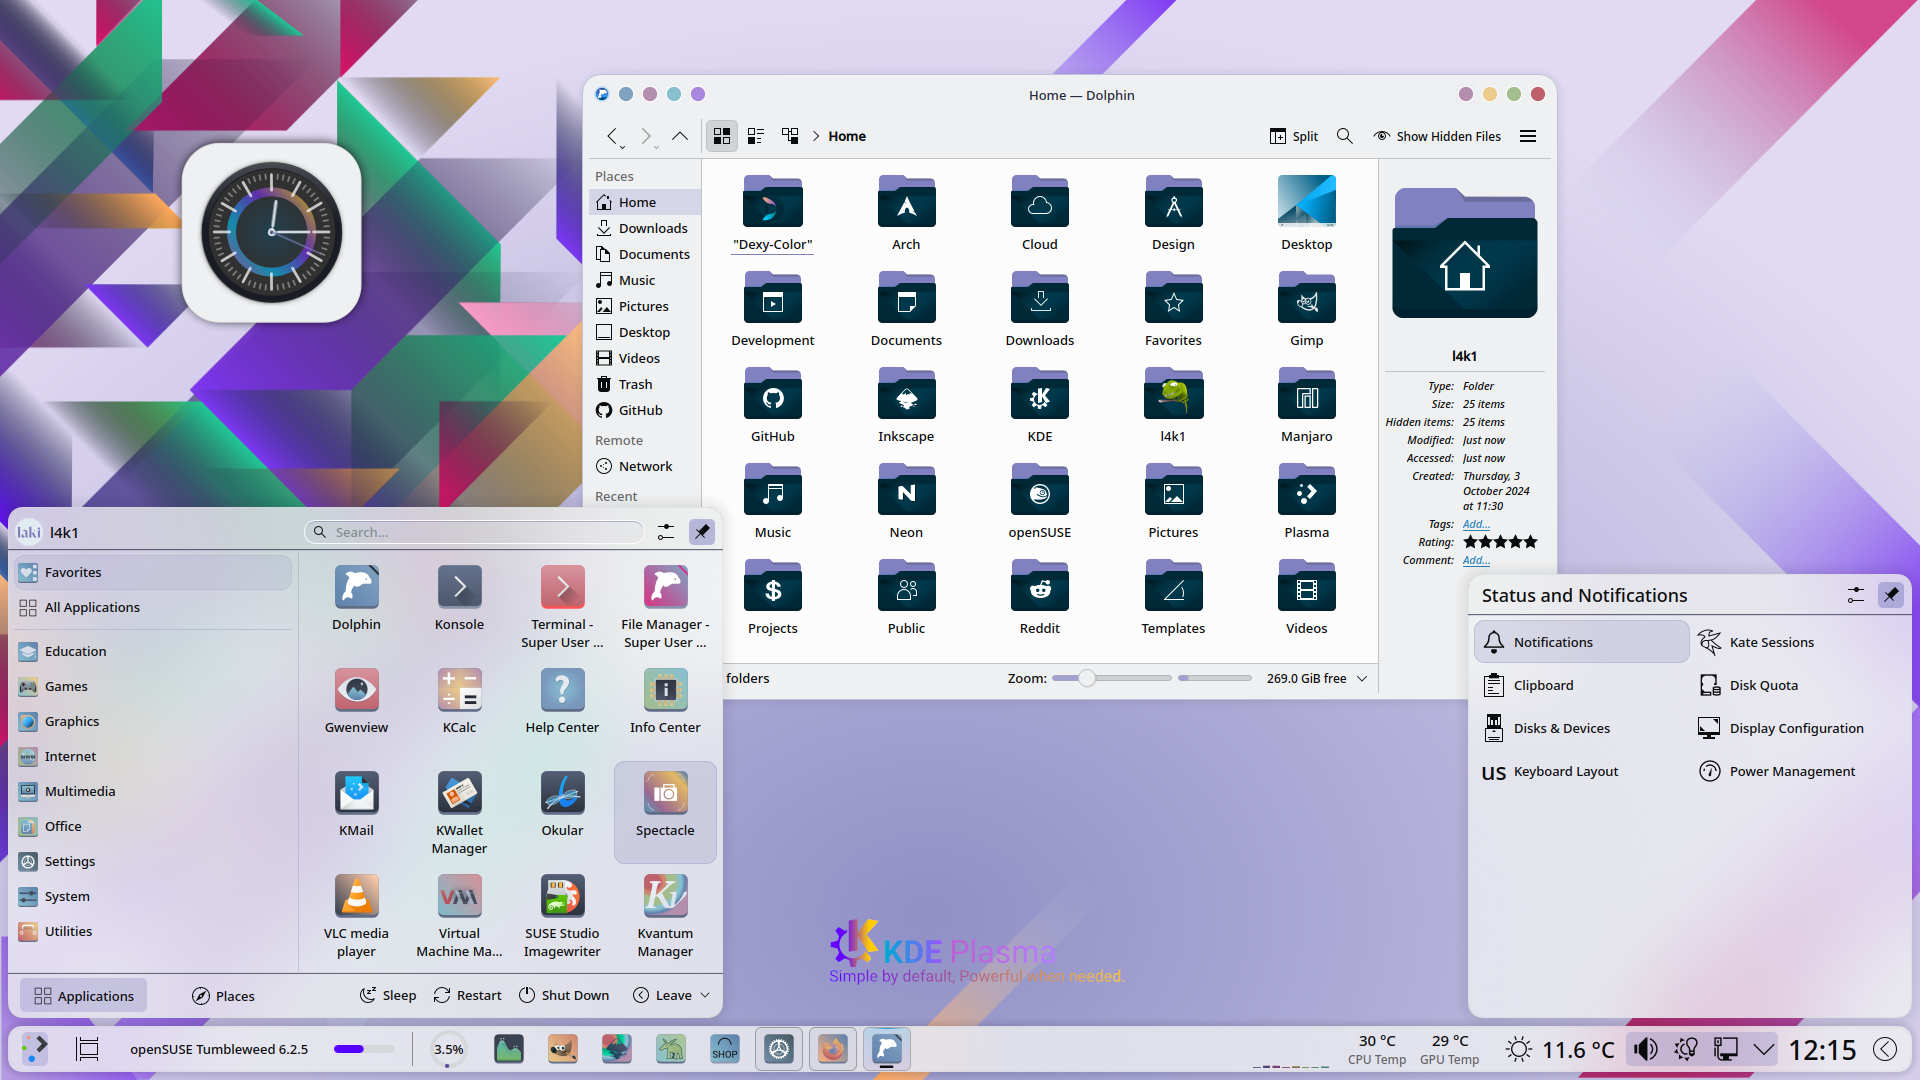 Home — Dolphin
Home
Split
Show Hidden Files
Places
Home
Downloads
Documents
Music
Pictures
Desktop
Videos
Trash
GitHub
Remote
Network
Recent
"Dexy-Color"
Arch
Cloud
Design
Desktop
Development
Documents
Downloads
Favorites
Gimp
GitHub
Inkscape
KDE
l4k1
Manjaro
Music
Neon
openSUSE
Pictures
Plasma
Projects
Public
Reddit
Templates
Videos
folders
Zoom:
269.0 GiB free
l4k1
Type: Folder
Size: 25 items
Hidden items: 25 items
Modified: Just now
Accessed: Just now
Created: Thursday, 3
October 2024
at 11:30
Tags: Add...
Rating:
Comment: Add...
laki
l4k1
Search...
Favorites
All Applications
Education
Games
Graphics
Internet
Multimedia
Office
Settings
System
Utilities
Dolphin
Konsole
Terminal -
Super User ...
File Manager -
Super User ...
Gwenview
KCalc
Help Center
Info Center
KMail
KWallet
Manager
Okular
Spectacle
VLC media
player
Virtual
Machine Ma...
SUSE Studio
Imagewriter
Kvantum
Manager
Applications
Places
Sleep
Restart
Shut Down
Leave
Status and Notifications
Notifications
Kate Sessions
Clipboard
Disk Quota
Disks & Devices
Display Configuration
us
Keyboard Layout
Power Management
KDE Plasma
Simple by default, Powerful when needed.
openSUSE Tumbleweed 6.2.5
3.5%
SHOP
30 °C
CPU Temp
29 °C
GPU Temp
11.6 °C
12:15